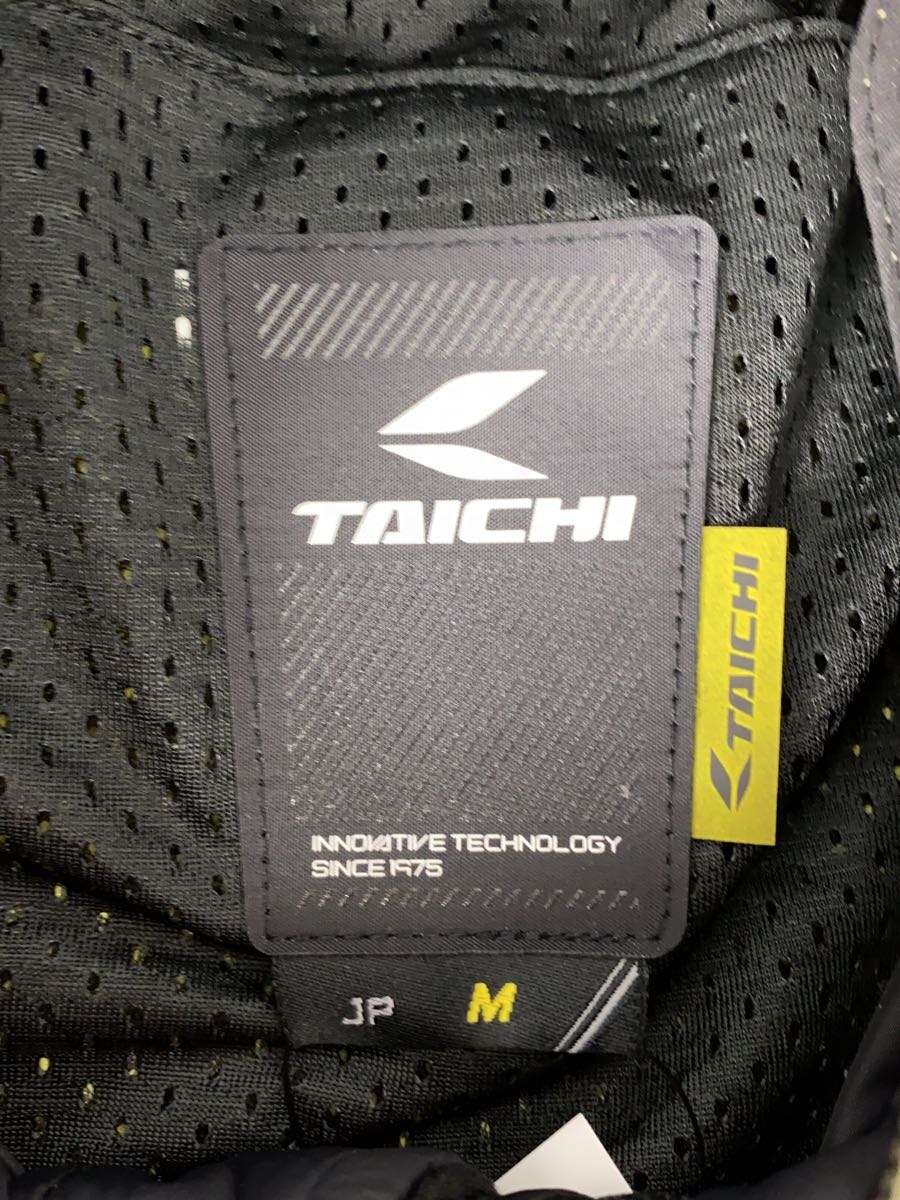 TAICHI
TAICHI
INNOVATIVE TECHNOLOGY
SINCE 1975
JP M